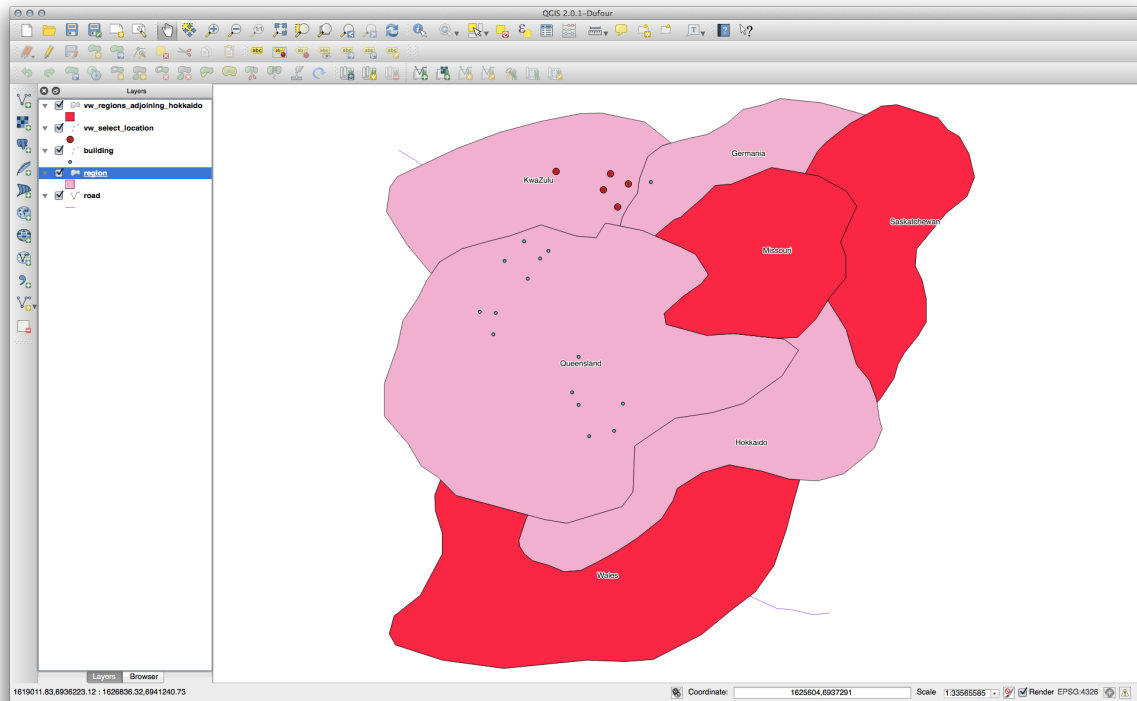 QGIS 2.0.1-Dufour
Layers
vw_regions_adjoining_hokkaido
vw_select_location
building
region
road
Germania
KwaZulu
Saskatchewan
Missouri
Queensland
Hokkaido
Wales
Layers Browser
1619011.83,6936223.12 : 1626836.32,6941240.73
Coordinate: 1625604,6937291
Scale 1:33565585
Render EPSG:4326